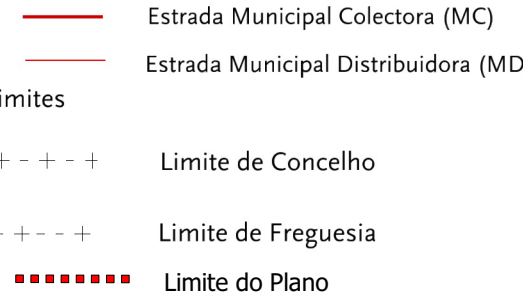 Estrada Municipal Colectora (MC)
Estrada Municipal Distribuidora (MD
imites
Limite de Concelho
Limite de Freguesia
Limite do Plano